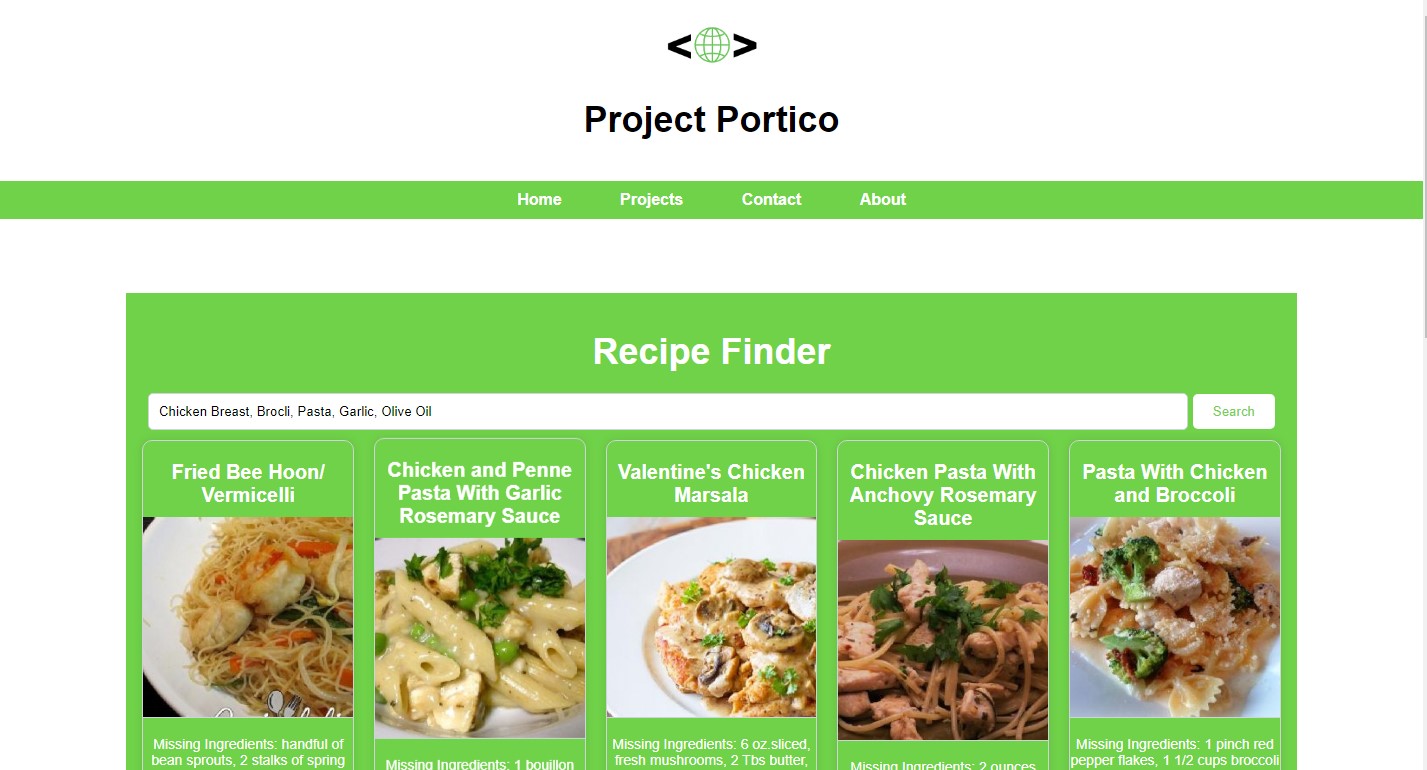 < >
Project Portico
Home Projects Contact About
Recipe Finder
Chicken Breast, Brocli, Pasta, Garlic, Olive Oil
Search
Fried Bee Hoon/
Vermicelli
Missing Ingredients: handful of
bean sprouts, 2 stalks of spring
Chicken and Penne
Pasta With Garlic
Rosemary Sauce
Missing Ingredients: 1 bouillon
Valentine's Chicken
Marsala
Missing Ingredients: 6 oz.sliced,
fresh mushrooms, 2 Tbs butter,
Chicken Pasta With
Anchovy Rosemary
Sauce
Missing Ingredients: 2 ounces
Pasta With Chicken
and Broccoli
Missing Ingredients: 1 pinch red
pepper flakes, 1 1/2 cups broccoli